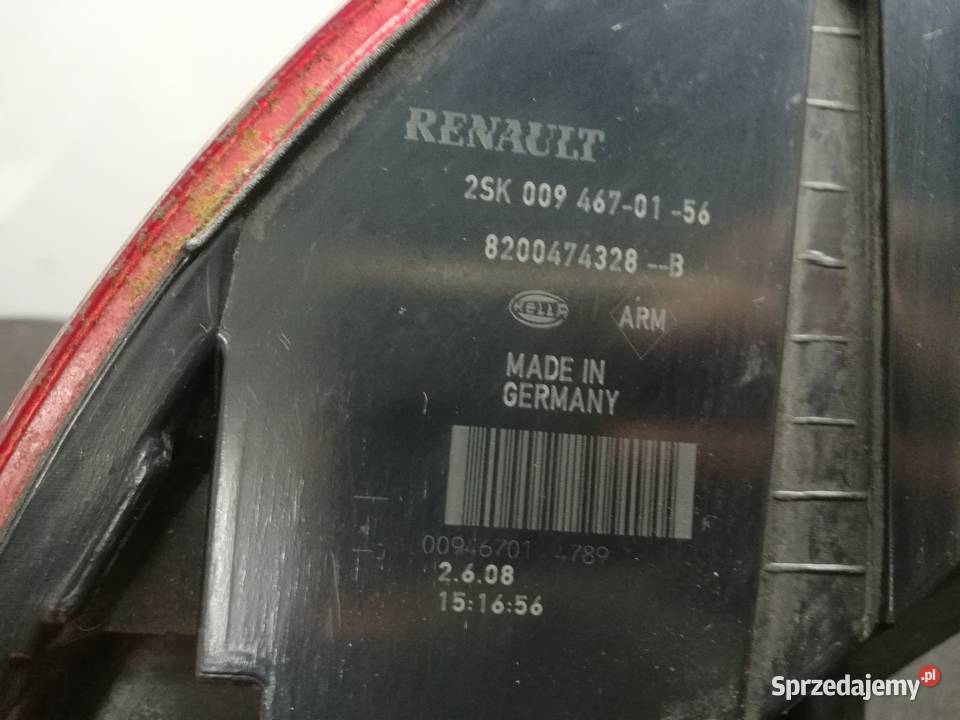 RENAULT
2SK 009 467-01-56
8200474328--B
HELLA
ARM
MADE IN
GERMANY
00946701 4789
2.6.08
15:16:56
Sprzedajemy.pl